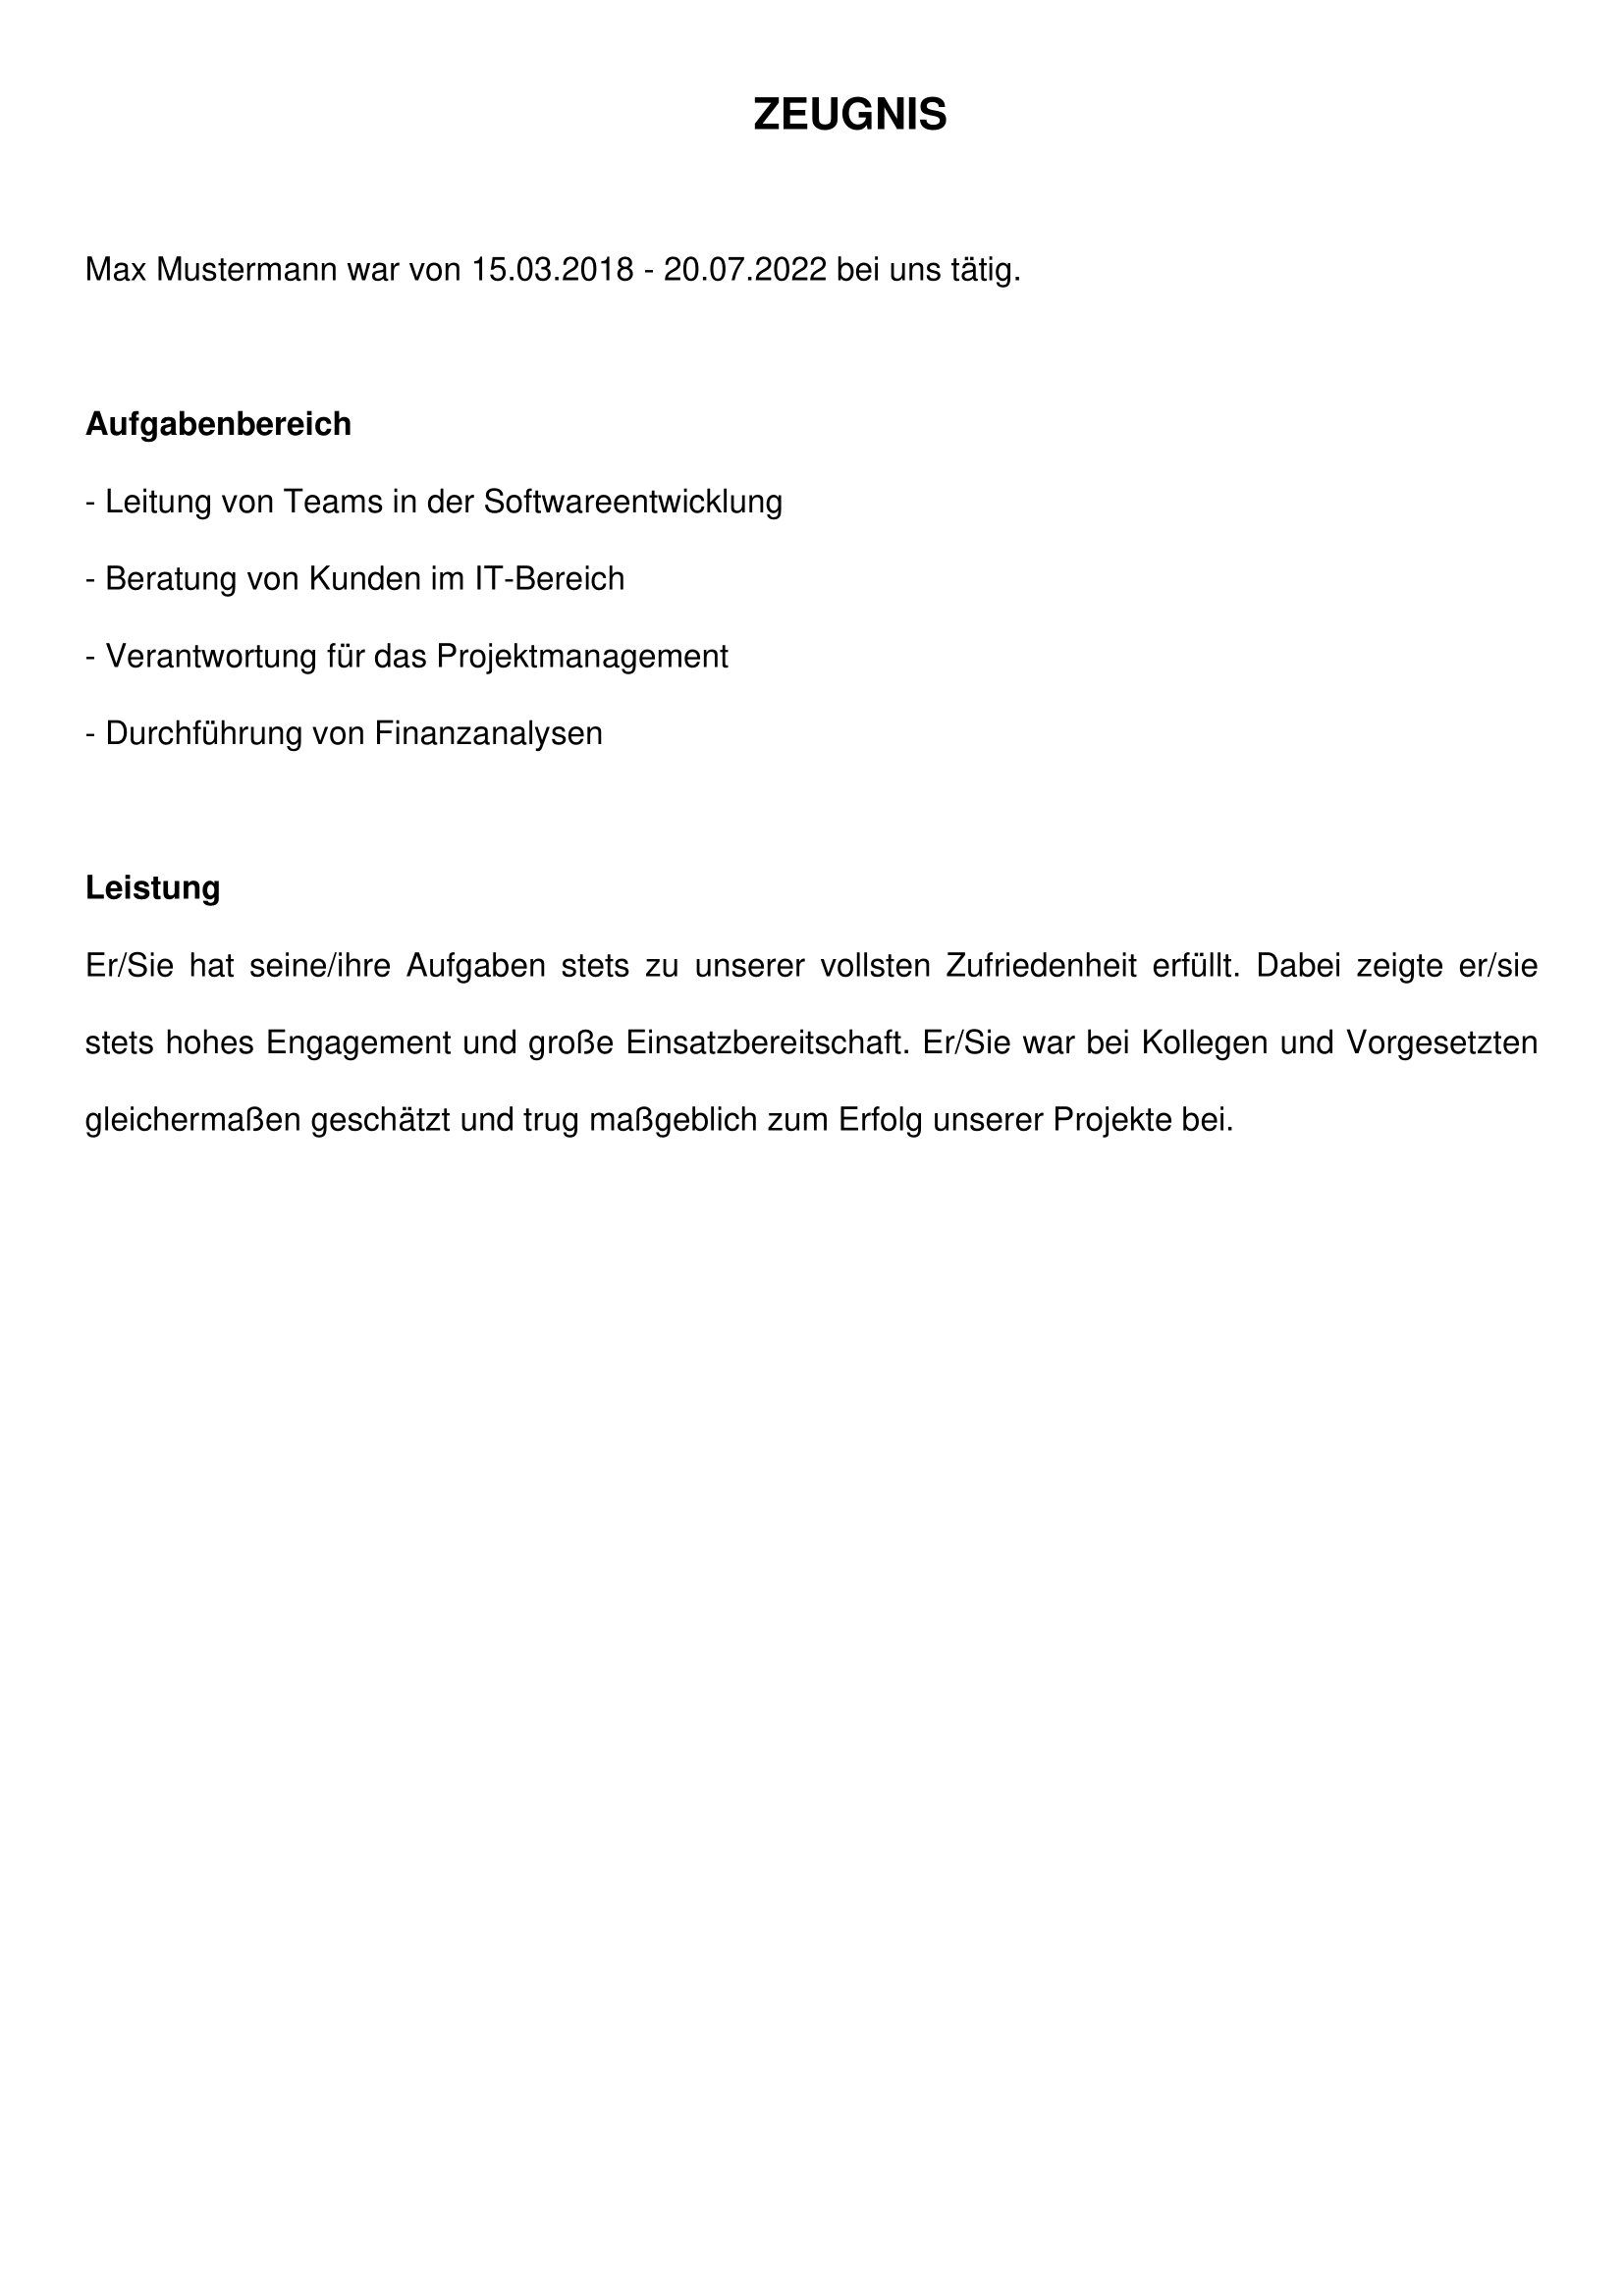 ZEUGNIS
Max Mustermann war von 15.03.2018 - 20.07.2022 bei uns tätig.
Aufgabenbereich
- Leitung von Teams in der Softwareentwicklung
- Beratung von Kunden im IT-Bereich
- Verantwortung für das Projektmanagement
- Durchführung von Finanzanalysen
Leistung
Er/Sie hat seine/ihre Aufgaben stets zu unserer vollsten Zufriedenheit erfüllt. Dabei zeigte er/sie
stets hohes Engagement und große Einsatzbereitschaft. Er/Sie war bei Kollegen und Vorgesetzten
gleichermaßen geschätzt und trug maßgeblich zum Erfolg unserer Projekte bei.